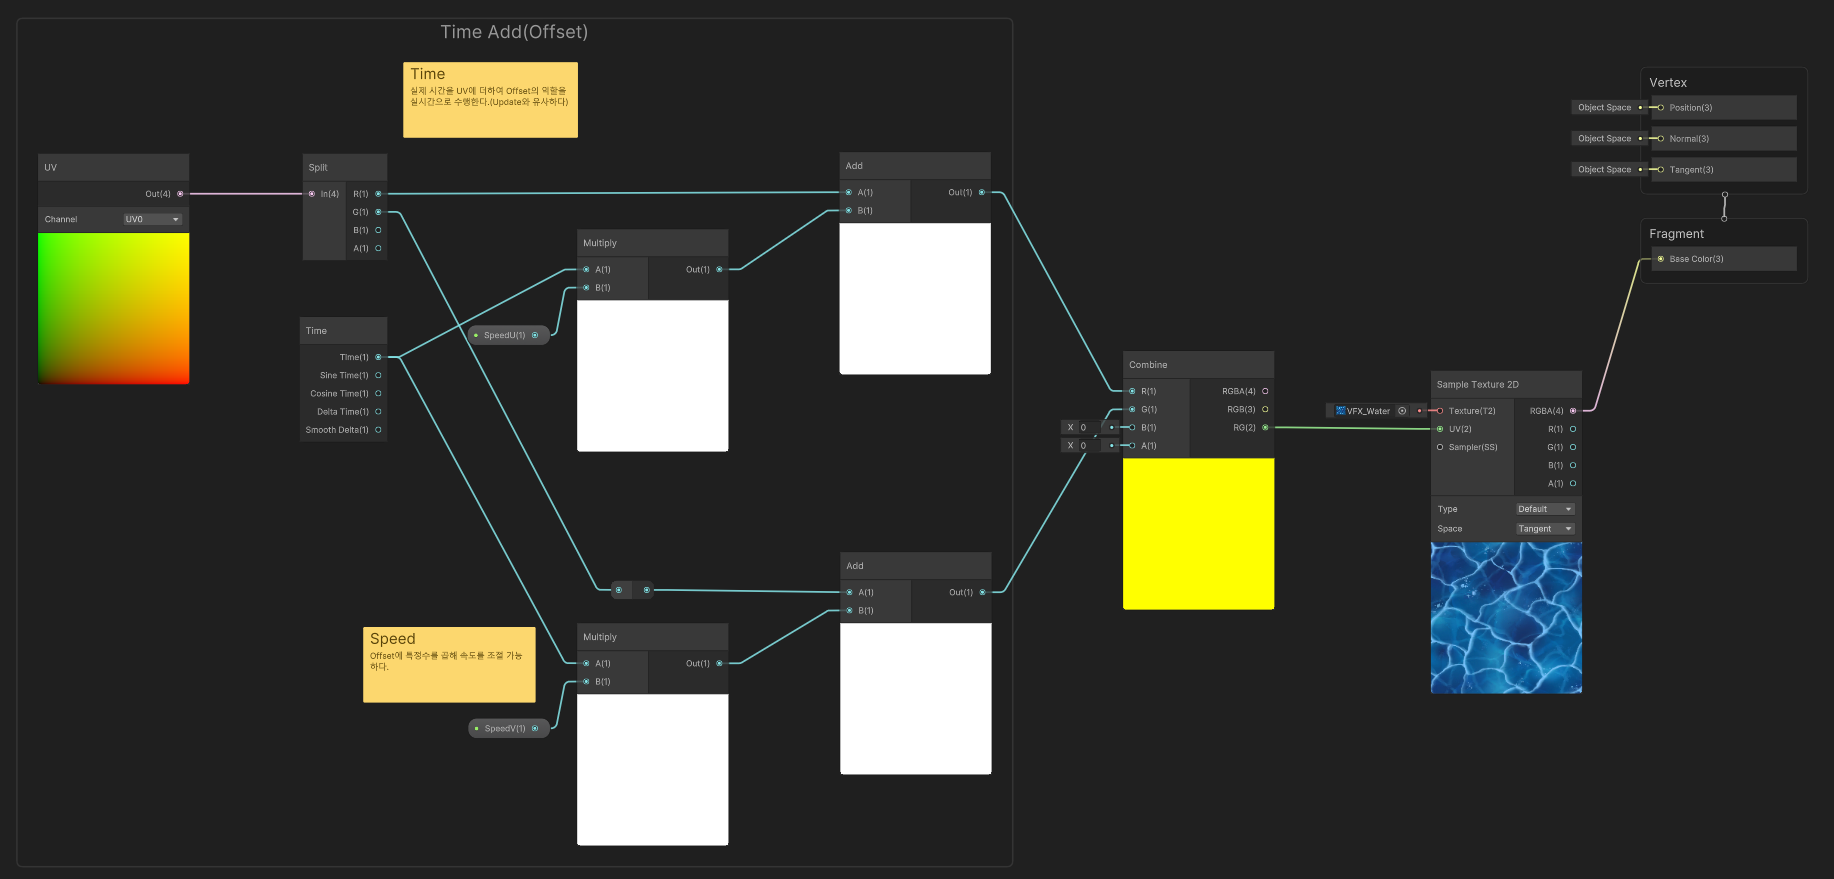 Time Add(Offset)
Time
실제 시간을 UV에 더하여 Offset의 역할을
실시간으로 수행한다.(Update와 유사하다)
UV
Out(4)
Channel
UV0
Split
In(4)
R(1)
G(1)
B(1)
A(1)
Time
Time(1)
Sine Time(1)
Cosine Time(1)
Delta Time(1)
Smooth Delta(1)
Multiply
A(1)
Out(1)
B(1)
SpeedU(1)
Add
A(1)
Out(1)
B(1)
Speed
Offset에 특정수를 곱해 속도를 조절 가능
하다.
Multiply
A(1)
Out(1)
B(1)
SpeedV(1)
Add
A(1)
Out(1)
B(1)
Combine
R(1)
RGBA(4)
G(1)
RGB(3)
X 0
B(1)
RG(2)
X 0
A(1)
VFX_Water
Sample Texture 2D
Texture(T2)
RGBA(4)
UV(2)
R(1)
Sampler(SS)
G(1)
B(1)
A(1)
Type
Default
Space
Tangent
Vertex
Object Space
Position(3)
Object Space
Normal(3)
Object Space
Tangent(3)
Fragment
Base Color(3)